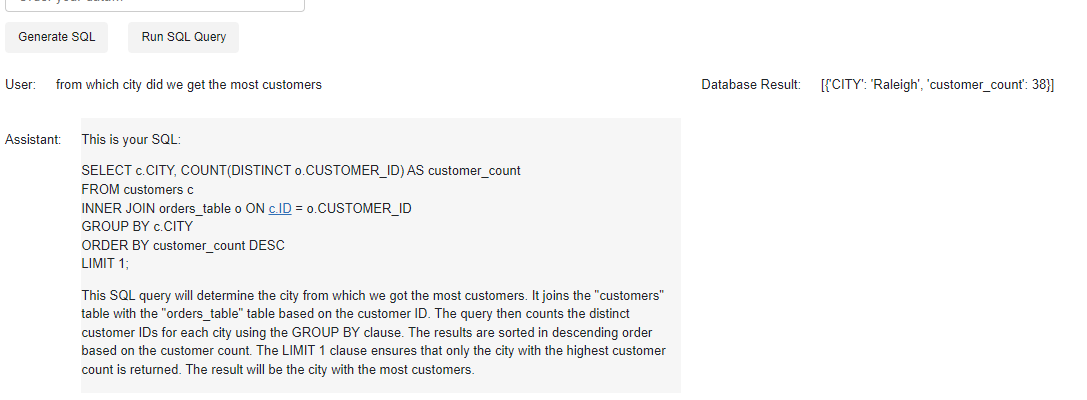 Generate SQL
Run SQL Query
User: from which city did we get the most customers
Database Result: [{'CITY': 'Raleigh', 'customer_count': 38}]
Assistant: This is your SQL:
SELECT c.CITY, COUNT(DISTINCT o.CUSTOMER_ID) AS customer_count
FROM customers c
INNER JOIN orders_table o ON c.ID = o.CUSTOMER_ID
GROUP BY c.CITY
ORDER BY customer_count DESC
LIMIT 1;
This SQL query will determine the city from which we got the most customers. It joins the "customers"
table with the "orders_table" table based on the customer ID. The query then counts the distinct
customer IDs for each city using the GROUP BY clause. The results are sorted in descending order
based on the customer count. The LIMIT 1 clause ensures that only the city with the highest customer
count is returned. The result will be the city with the most customers.